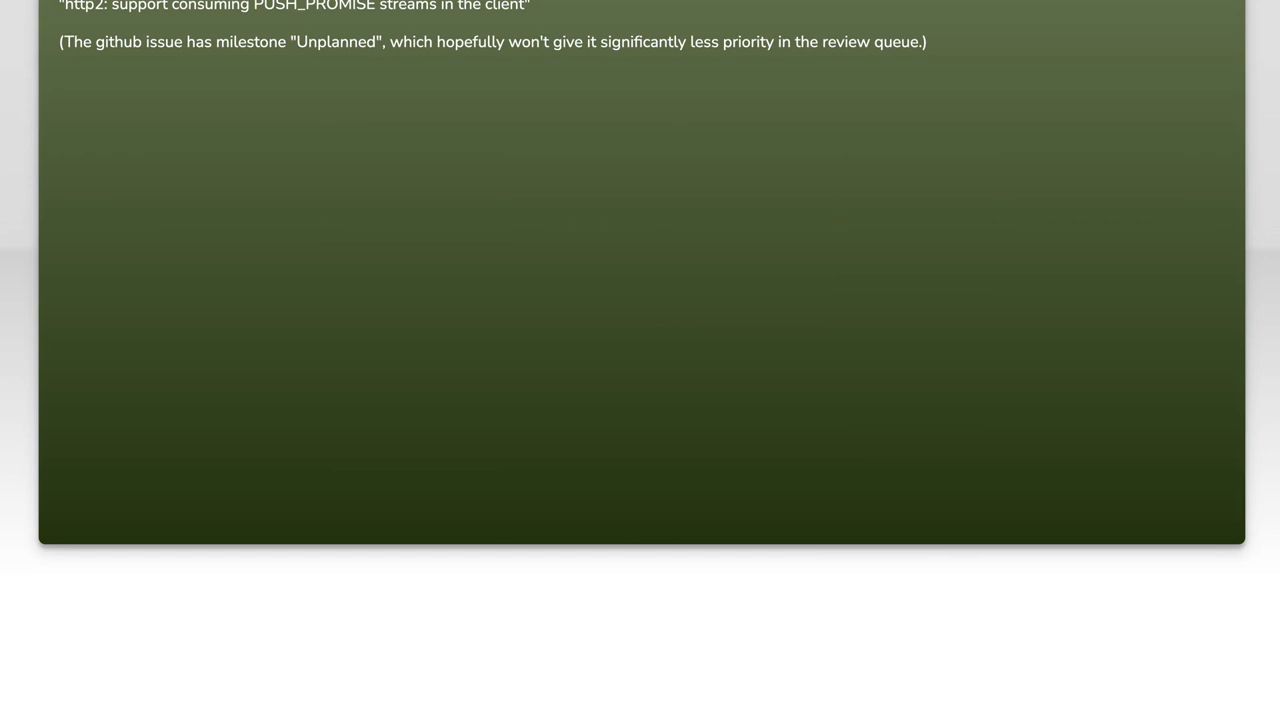 "http2: support consuming PUSH_PROMISE streams in the client"
(The github issue has milestone "Unplanned", which hopefully won't give it significantly less priority in the review queue.)